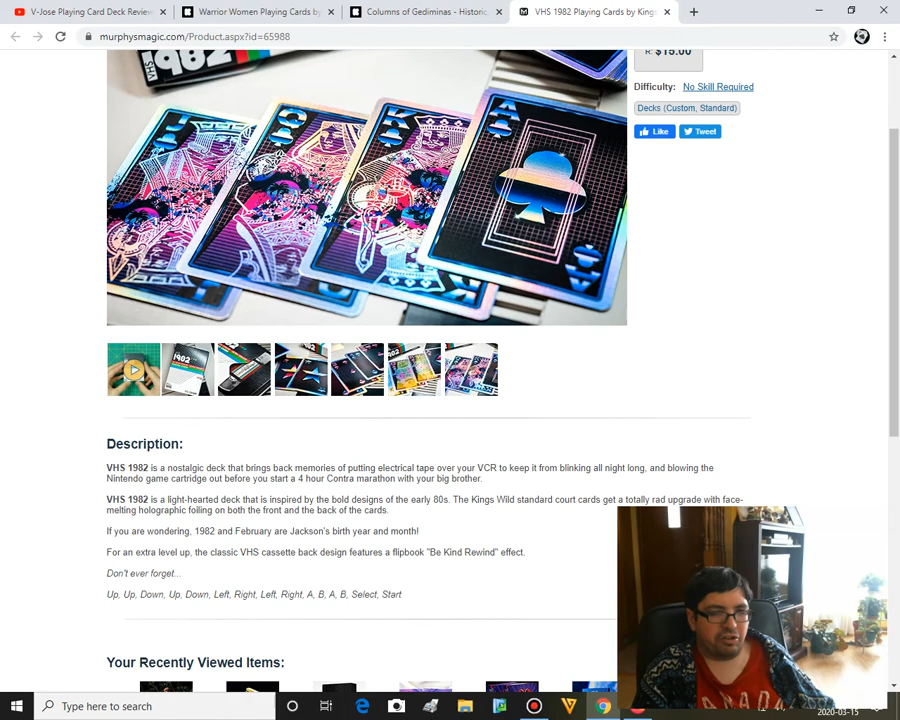 V-Jose Playing Card Deck Review
Warrior Women Playing Cards by
Columns of Gediminas - Historic
VHS 1982 Playing Cards by Kings
murphysmagic.com/Product.aspx?id=65988
$15.00
Difficulty: No Skill Required
Decks (Custom, Standard)
Like Tweet
Description:
VHS 1982 is a nostalgic deck that brings back memories of putting electrical tape over your VCR to keep it from blinking all night long, and blowing the
Nintendo game cartridge out before you start a 4 hour Contra marathon with your big brother.
VHS 1982 is a light-hearted deck that is inspired by the bold designs of the early 80s. The Kings Wild standard court cards get a totally rad upgrade with face-
melting holographic foiling on both the front and the back of the cards.
If you are wondering, 1982 and February are Jackson's birth year and month!
For an extra level up, the classic VHS cassette back design features a flipbook "Be Kind Rewind" effect.
Don't ever forget...
Up, Up, Down, Up, Down, Left, Right, Left, Right, A, B, A, B, Select, Start
Your Recently Viewed Items:
Type here to search
2020-03-15